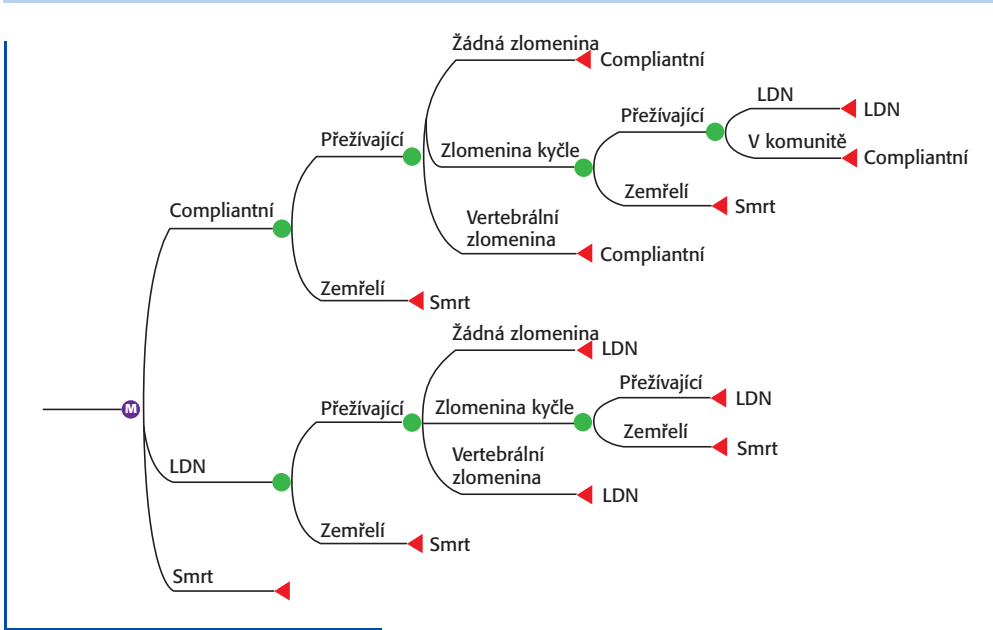 Žádná zlomenina
Compliantní
LDN
LDN
Přežívající
V komunitě
Compliantní
Přežívající
Zlomenina kyčle
Zemřelí
Smrt
Compliantní
Vertebrální
zlomenina
Compliantní
Zemřelí
Smrt
Žádná zlomenina
LDN
Přežívající
LDN
M
Přežívající
Zlomenina kyčle
Zemřelí
Smrt
LDN
Vertebrální
zlomenina
LDN
Zemřelí
Smrt
Smrt